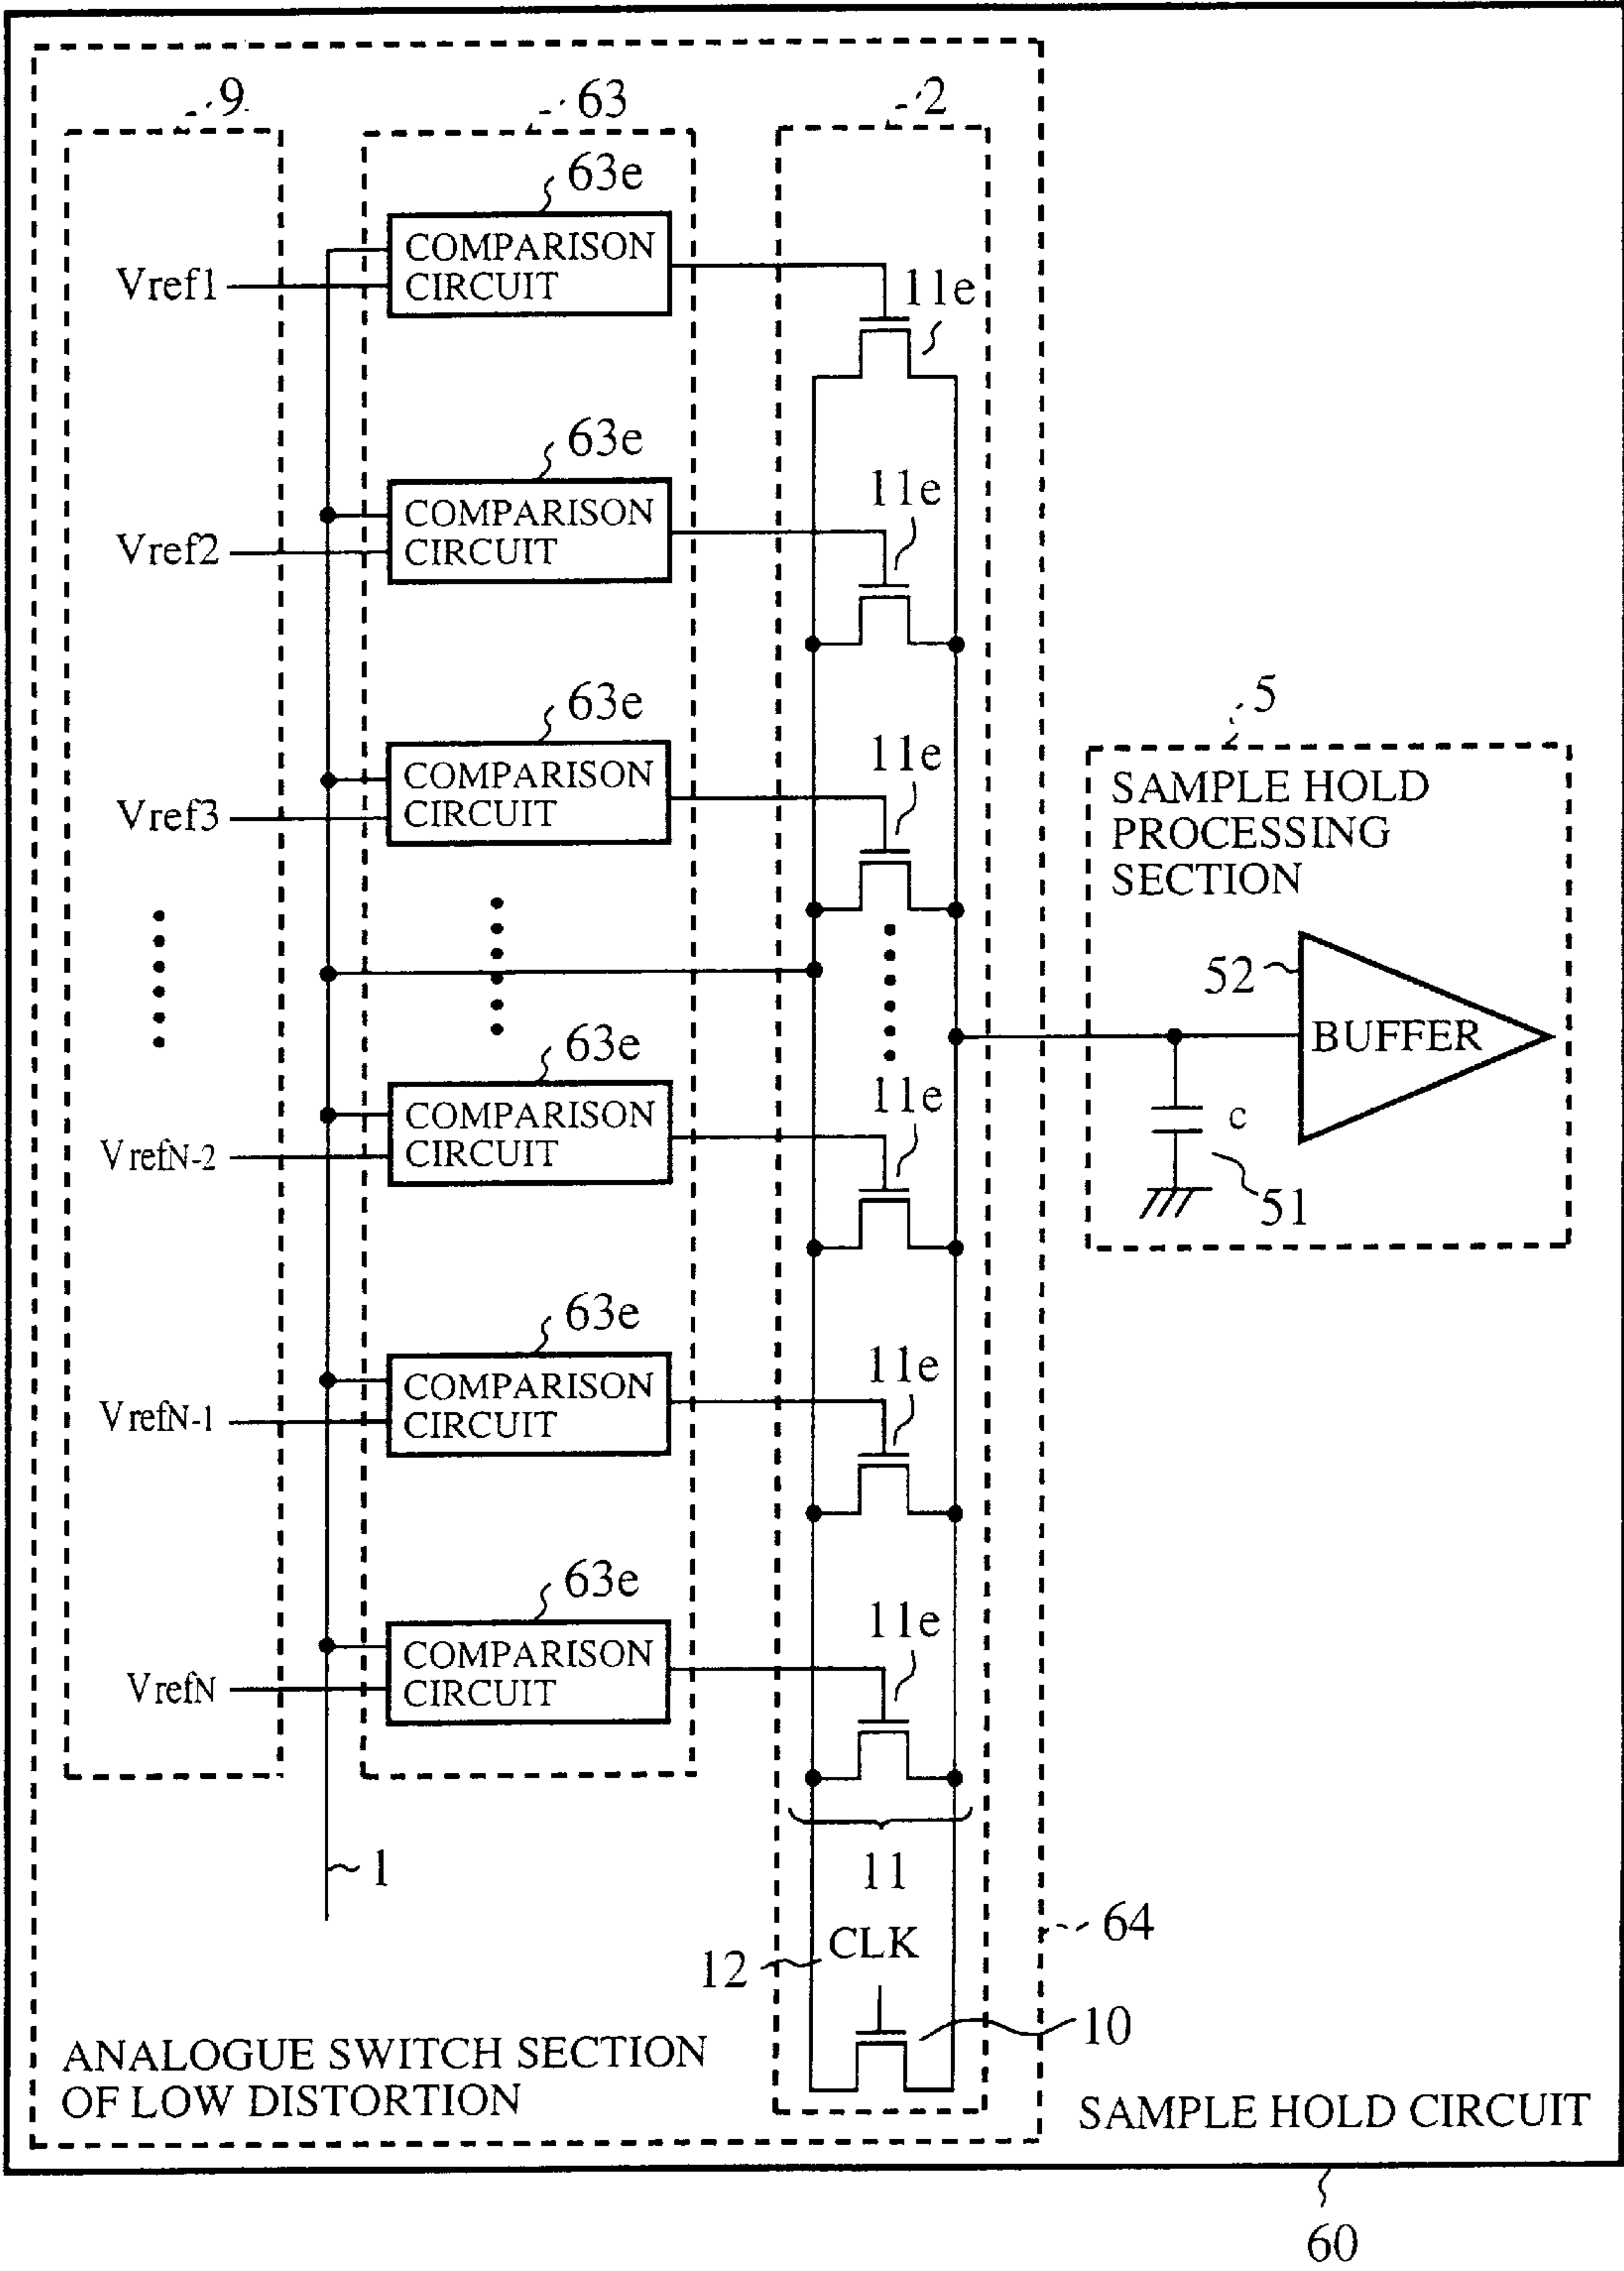 9
63
2
63e
COMPARISON
CIRCUIT
Vref1
11e
63e
COMPARISON
CIRCUIT
Vref2
11e
63e
COMPARISON
CIRCUIT
Vref3
11e
5
SAMPLE HOLD
PROCESSING
SECTION
52
BUFFER
c
51
63e
COMPARISON
CIRCUIT
VrefN-2
11e
63e
COMPARISON
CIRCUIT
VrefN-1
11e
63e
COMPARISON
CIRCUIT
VrefN
11e
1
11
64
CLK
12
10
ANALOGUE SWITCH SECTION
OF LOW DISTORTION
SAMPLE HOLD CIRCUIT
60